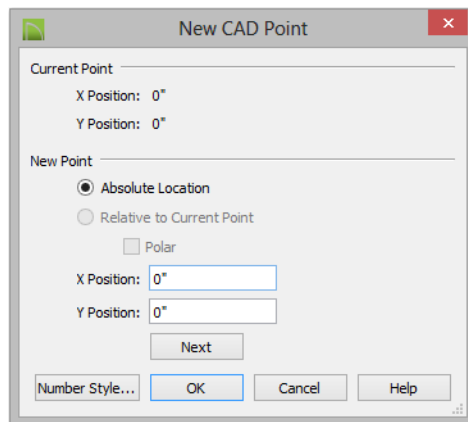 New CAD Point
Current Point
X Position: 0"
Y Position: 0"
New Point
Absolute Location
Relative to Current Point
Polar
X Position: 0"
Y Position: 0"
Next
Number Style... OK Cancel Help